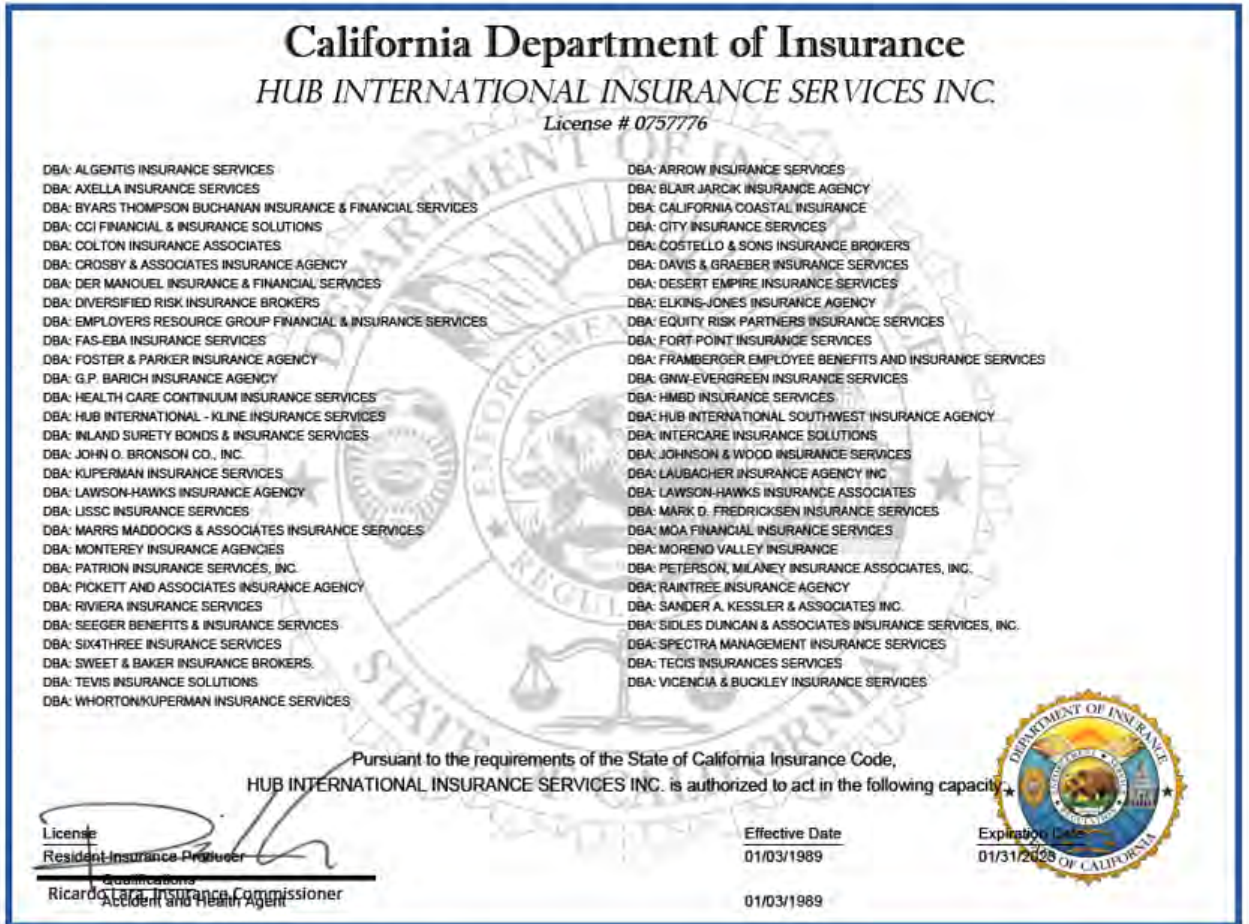 California Department of Insurance
HUB INTERNATIONAL INSURANCE SERVICES INC.
License # 0757776
DBA: ALGENTIS INSURANCE SERVICES
DBA: ARROW INSURANCE SERVICES
DBA: AXELLA INSURANCE SERVICES
DBA: BLAIR JARCIK INSURANCE AGENCY
DBA: BYARS THOMPSON BUCHANAN INSURANCE & FINANCIAL SERVICES
DBA: CALIFORNIA COASTAL INSURANCE
DBA: CCI FINANCIAL & INSURANCE SOLUTIONS
DBA: CITY INSURANCE SERVICES
DBA: COLTON INSURANCE ASSOCIATES
DBA: COSTELLO & SONS INSURANCE BROKERS
DBA: CROSBY & ASSOCIATES INSURANCE AGENCY
DBA: DAVIS & GRAEBER INSURANCE SERVICES
DBA: DER MANOUEL INSURANCE & FINANCIAL SERVICES
DBA: DESERT EMPIRE INSURANCE SERVICES
DBA: DIVERSIFIED RISK INSURANCE BROKERS
DBA: ELKINS-JONES INSURANCE AGENCY
DBA: EMPLOYERS RESOURCE GROUP FINANCIAL & INSURANCE SERVICES
DBA: EQUITY RISK PARTNERS INSURANCE SERVICES
DBA: FAS-EBA INSURANCE SERVICES
DBA: FORT POINT INSURANCE SERVICES
DBA: FOSTER & PARKER INSURANCE AGENCY
DBA: FRAMBERGER EMPLOYEE BENEFITS AND INSURANCE SERVICES
DBA: G.P. BARICH INSURANCE AGENCY
DBA: GNW-EVERGREEN INSURANCE SERVICES
DBA: HEALTH CARE CONTINUUM INSURANCE SERVICES
DBA: HMBD INSURANCE SERVICES
DBA: HUB INTERNATIONAL - KLINE INSURANCE SERVICES
DBA: HUB INTERNATIONAL SOUTHWEST INSURANCE AGENCY
DBA: INLAND SURETY BONDS & INSURANCE SERVICES
DBA: INTERCARE INSURANCE SOLUTIONS
DBA: JOHN O. BRONSON CO., INC.
DBA: JOHNSON & WOOD INSURANCE SERVICES
DBA: KUPERMAN INSURANCE SERVICES
DBA: LAUBACHER INSURANCE AGENCY INC
DBA: LAWSON-HAWKS INSURANCE AGENCY
DBA: LAWSON-HAWKS INSURANCE ASSOCIATES
DBA: LISSC INSURANCE SERVICES
DBA: MARK D. FREDRICKSEN INSURANCE SERVICES
DBA: MARRS MADDOCKS & ASSOCIATES INSURANCE SERVICES
DBA: MOA FINANCIAL INSURANCE SERVICES
DBA: MONTEREY INSURANCE AGENCIES
DBA: MORENO VALLEY INSURANCE
DBA: PATRION INSURANCE SERVICES, INC.
DBA: PETERSON, MILANEY INSURANCE ASSOCIATES, INC.
DBA: PICKETT AND ASSOCIATES INSURANCE AGENCY
DBA: RAINTREE INSURANCE AGENCY
DBA: RIVIERA INSURANCE SERVICES
DBA: SANDER A. KESSLER & ASSOCIATES INC.
DBA: SEEGER BENEFITS & INSURANCE SERVICES
DBA: SIDLES DUNCAN & ASSOCIATES INSURANCE SERVICES, INC.
DBA: SIX4THREE INSURANCE SERVICES
DBA: SPECTRA MANAGEMENT INSURANCE SERVICES
DBA: SWEET & BAKER INSURANCE BROKERS.
DBA: TECIS INSURANCES SERVICES
DBA: TEVIS INSURANCE SOLUTIONS
DBA: VICENCIA & BUCKLEY INSURANCE SERVICES
DBA: WHORTON/KUPERMAN INSURANCE SERVICES
DEPARTMENT OF INSURANCE
STATE OF CALIFORNIA
ENFORCEMENT
Pursuant to the requirements of the State of California Insurance Code,
HUB INTERNATIONAL INSURANCE SERVICES INC. is authorized to act in the following capacity:
DEPARTMENT OF INSURANCE
STATE OF CALIFORNIA
License
Effective Date
Expiration Date
Resident Insurance Producer
01/03/1989
Qualifications
Ricardo Lara, Insurance Commissioner
Accident and Health Agent
01/03/1989